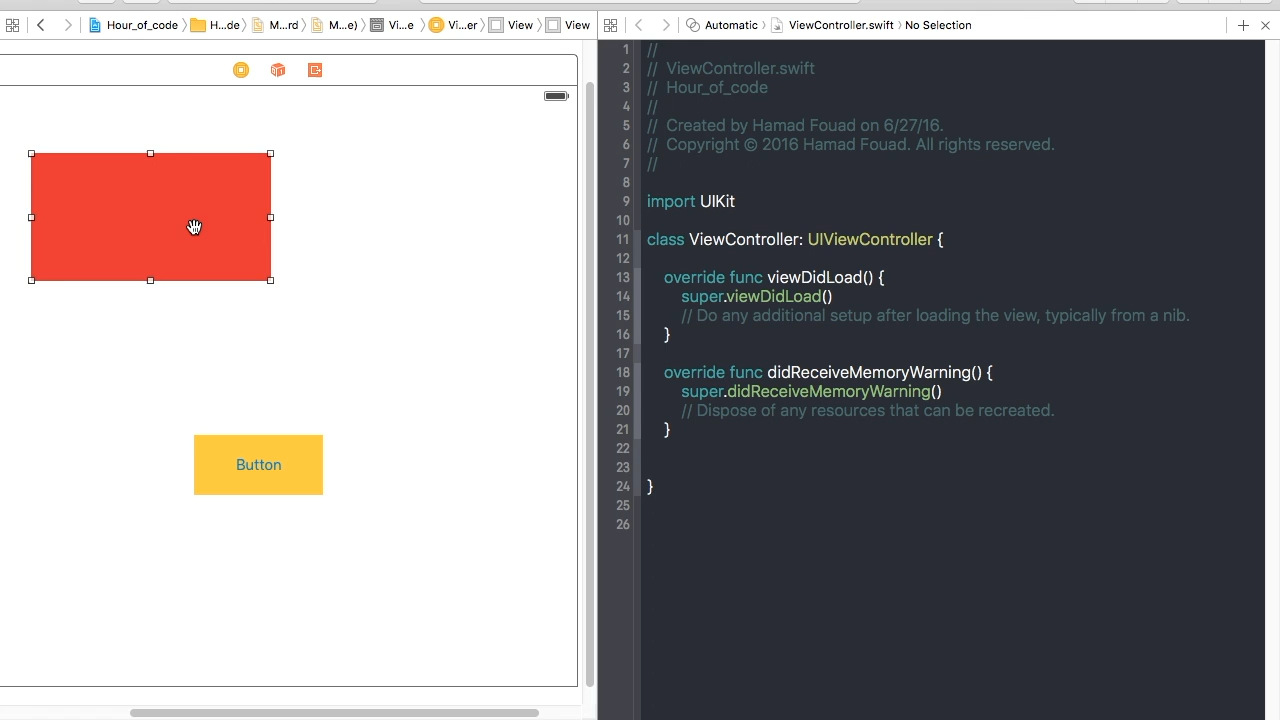 Hour_of_code H...de M...rd M...e) Vi...e Vi...er View View
Automatic ViewController.swift No Selection
Button
1 //
2 // ViewController.swift
3 // Hour_of_code
4 //
5 // Created by Hamad Fouad on 6/27/16.
6 // Copyright © 2016 Hamad Fouad. All rights reserved.
7 //
8
9 import UIKit
10
11 class ViewController: UIViewController {
12
13 override func viewDidLoad() {
14 super.viewDidLoad()
15 // Do any additional setup after loading the view, typically from a nib.
16 }
17
18 override func didReceiveMemoryWarning() {
19 super.didReceiveMemoryWarning()
20 // Dispose of any resources that can be recreated.
21 }
22
23
24 }
25
26